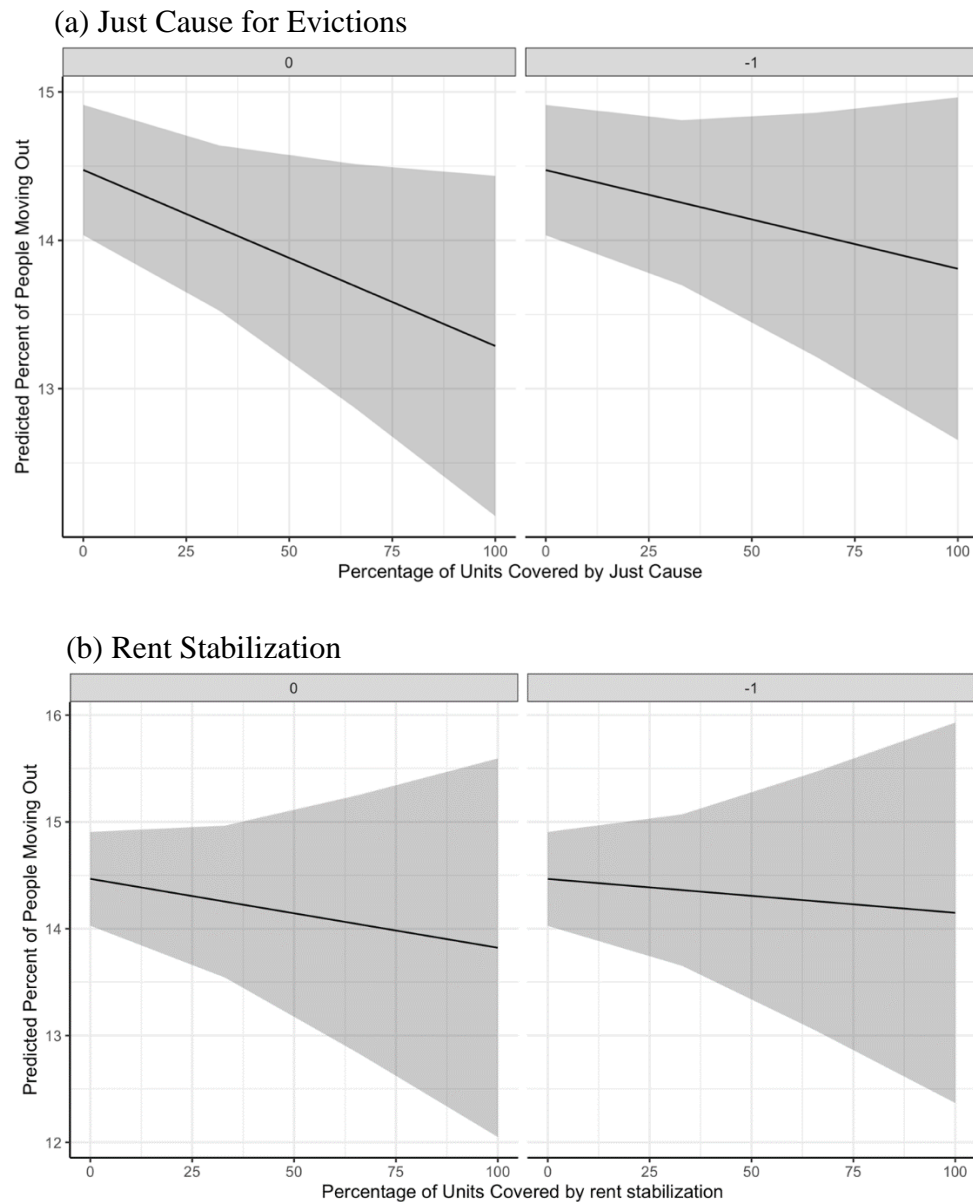 (a) Just Cause for Evictions
0 -1
15
14
13
Predicted Percent of People Moving Out
0 25 50 75 100 0 25 50 75 100
Percentage of Units Covered by Just Cause
(b) Rent Stabilization
0 -1
16
15
14
13
12
Predicted Percent of People Moving Out
0 25 50 75 100 0 25 50 75 100
Percentage of Units Covered by rent stabilization